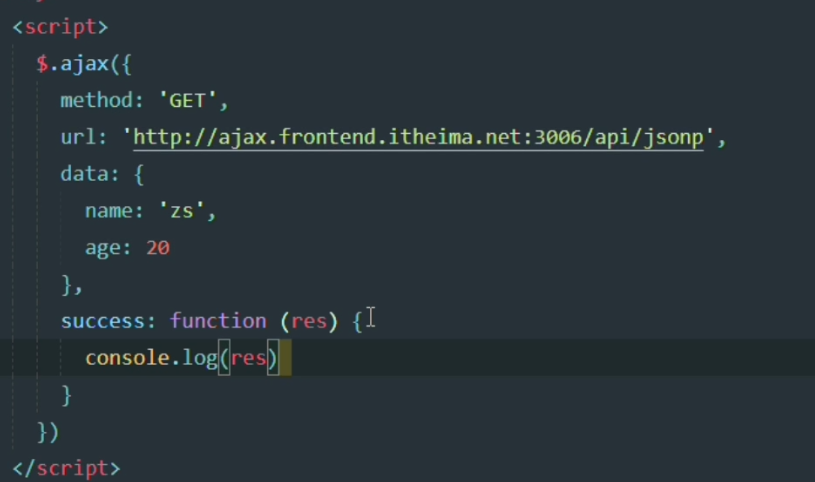 <script>
$.ajax({
method: 'GET',
url: 'http://ajax.frontend.itheima.net:3006/api/jsonp',
data: {
name: 'zs',
age: 20
},
success: function (res) {
console.log(res)
}
})
</script>